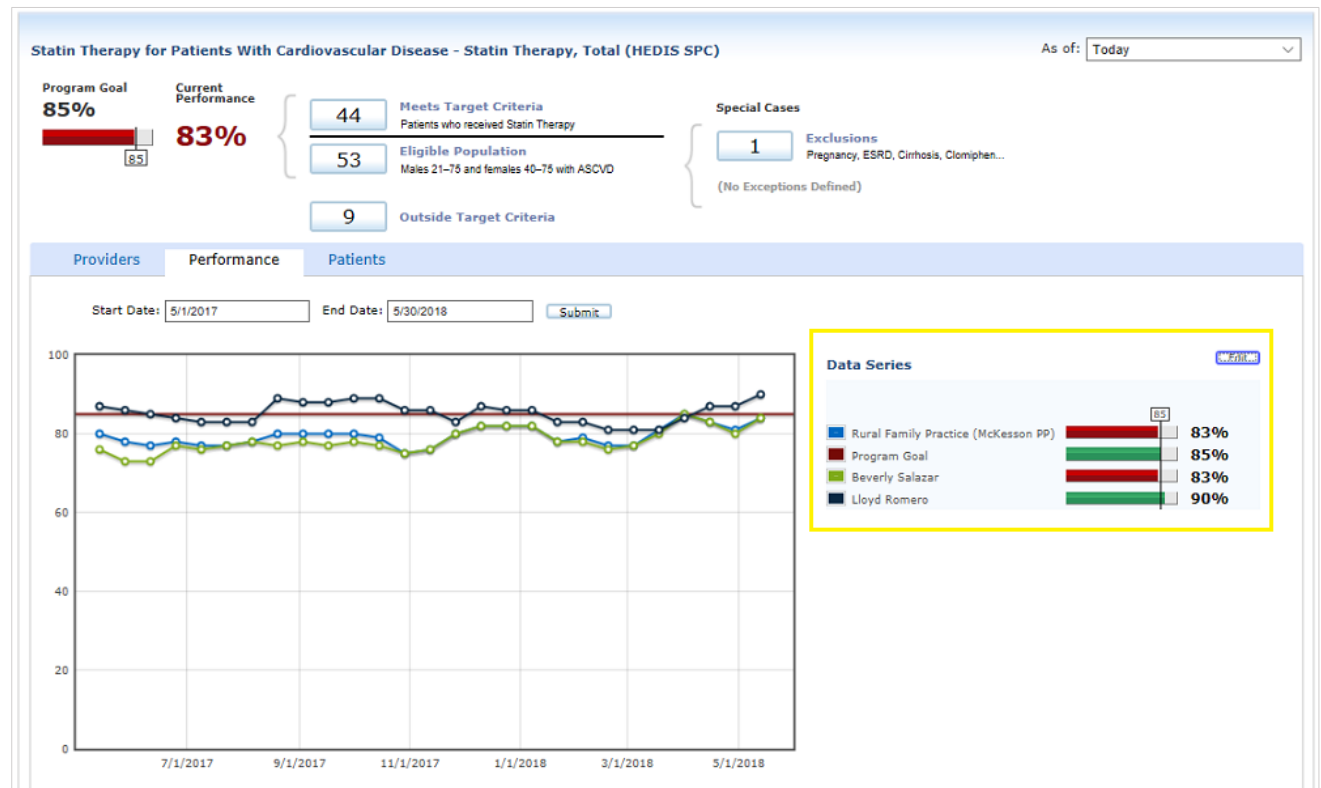 Statin Therapy for Patients With Cardiovascular Disease - Statin Therapy, Total (HEDIS SPC)
As of: Today
Program Goal
85%
85
Current
Performance
83%
44
Meets Target Criteria
Patients who received Statin Therapy
53
Eligible Population
Males 21–75 and females 40–75 with ASCVD
9
Outside Target Criteria
Special Cases
1
Exclusions
Pregnancy, ESRD, Cirrhosis, Clomiphen...
(No Exceptions Defined)
Providers
Performance
Patients
Start Date: 5/1/2017
End Date: 5/30/2018
Submit
100
80
60
40
20
0
7/1/2017
9/1/2017
11/1/2017
1/1/2018
3/1/2018
5/1/2018
Data Series
Edit
85
Rural Family Practice (McKesson PP) 83%
Program Goal 85%
Beverly Salazar 83%
Lloyd Romero 90%